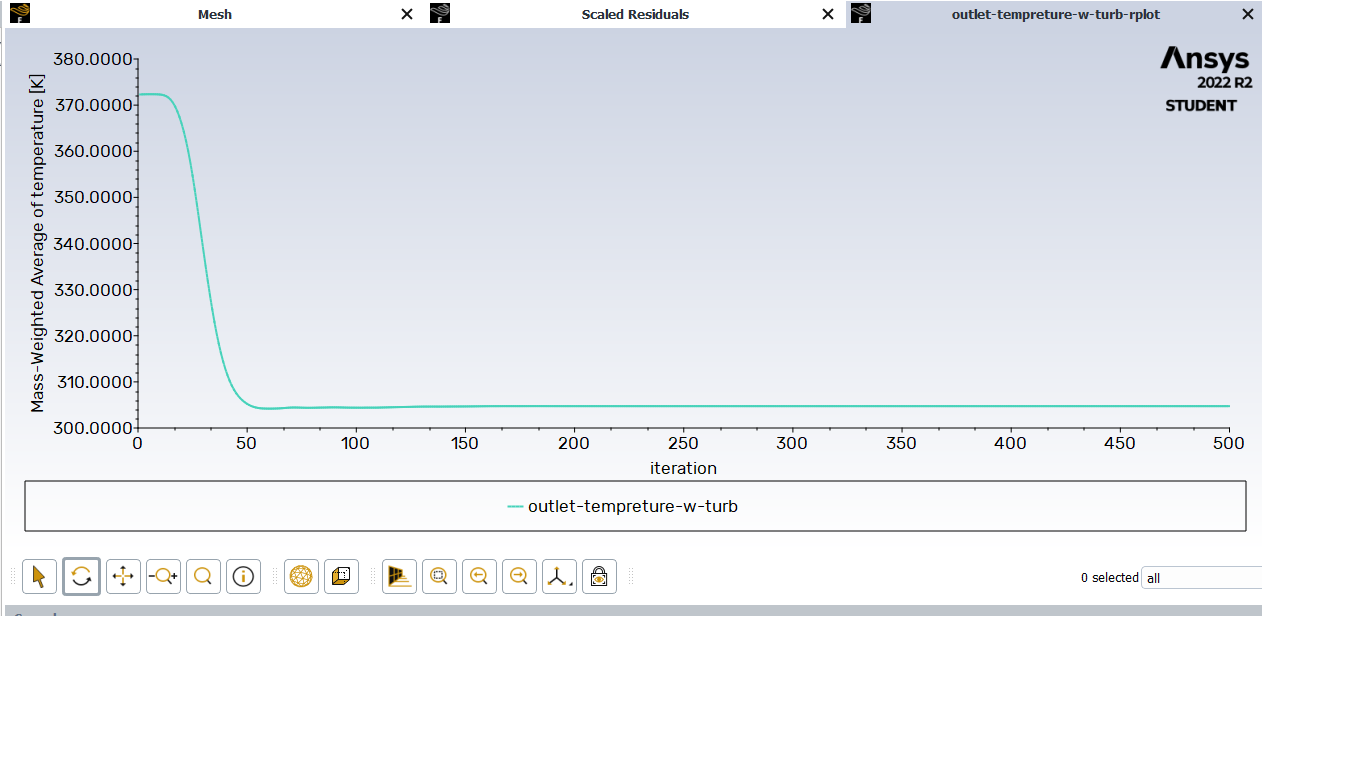 Mesh
Scaled Residuals
outlet-tempreture-w-turb-rplot
Ansys
2022 R2
STUDENT
Mass-Weighted Average of temperature [K]
380.0000
370.0000
360.0000
350.0000
340.0000
330.0000
320.0000
310.0000
300.0000
0 50 100 150 200 250 300 350 400 450 500
iteration
outlet-tempreture-w-turb
0 selected all